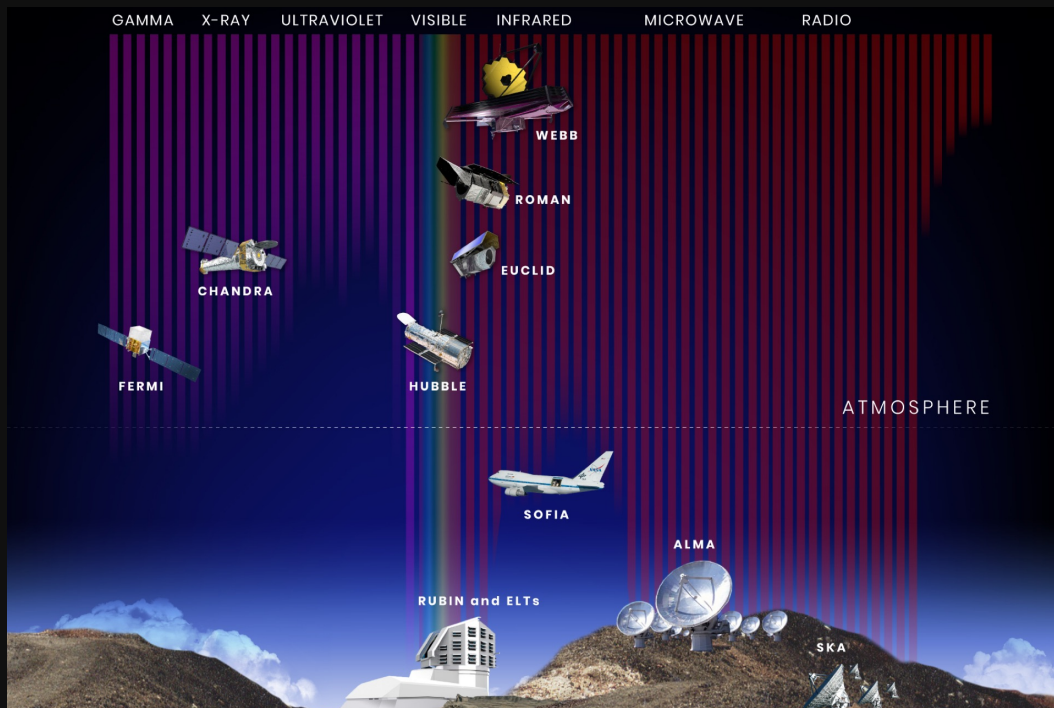 GAMMA X-RAY ULTRAVIOLET VISIBLE INFRARED MICROWAVE RADIO
WEBB
ROMAN
EUCLID
CHANDRA
FERMI
HUBBLE
ATMOSPHERE
SOFIA
ALMA
RUBIN and ELTs
SKA